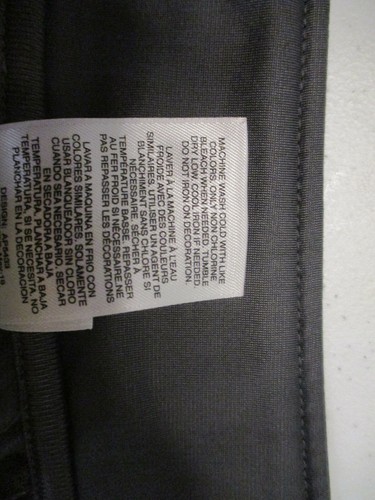 MACHINE WASH COLD WITH LIKE
COLORS, ONLY NON CHLORINE
BLEACH WHEN NEEDED, TUMBLE
DRY LOW, COOL IRON IF NEEDED.
DO NOT IRON ON DECORATION.
LAVER À LA MACHINE À L'EAU
FROIDE AVEC DES COULEURS
SIMILAIRES, UTILISER UN AGENT DE
BLANCHIMENT SANS CHLORE SI
NÉCESSAIRE. SÉCHER À
TEMPÉRATURE BASSE. REPASSER
AU FER FROID SI NÉCESSAIRE. NE
PAS REPASSER LES DÉCORATIONS
LAVAR A MAQUINA EN FRIO CON
COLORES SIMILARES, SOLAMENTE
USAR BLANQUEADOR SIN CLORO
CUANDO SEA NECESARIO. SECAR
EN SECADORA A BAJA
TEMPERATURA, PLANCHAR A BAJA
TEMPERATURA, SI NECESITA. NO
PLANCHAR EN LA DECORACION
DESIGN: